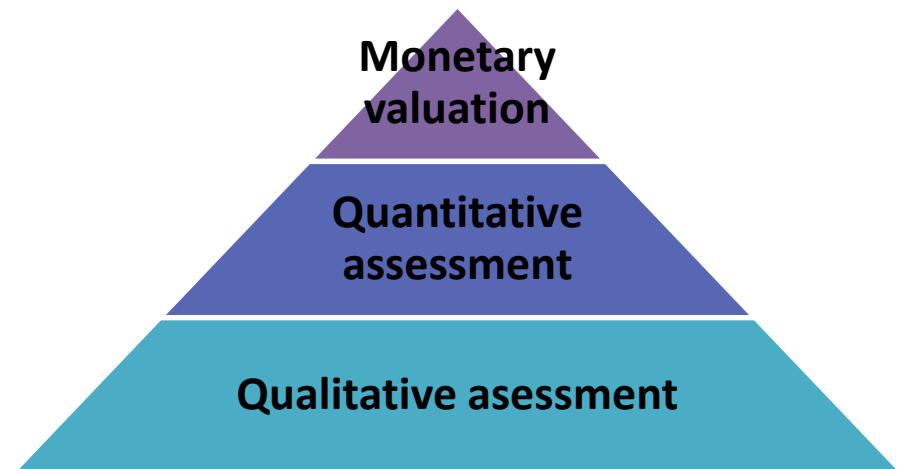 Monetary
valuation
Quantitative
assessment
Qualitative asessment